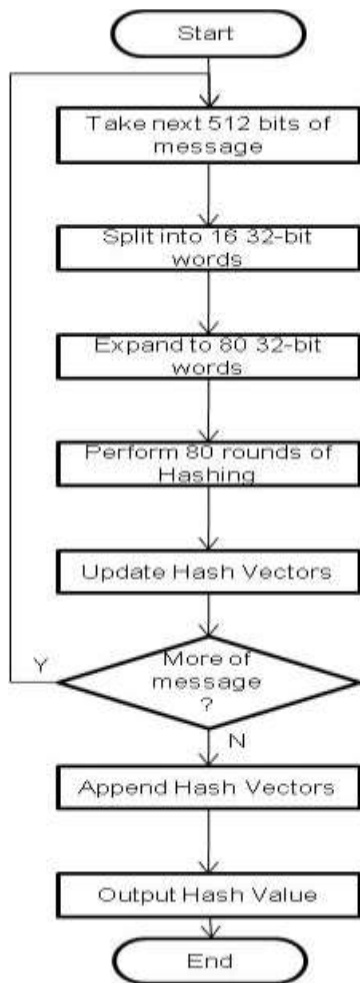 Start
Take next 512 bits of
message
Split into 16 32-bit
words
Expand to 80 32-bit
words
Perform 80 rounds of
Hashing
Update Hash Vectors
More of
message
?
Y
N
Append Hash Vectors
Output Hash Value
End